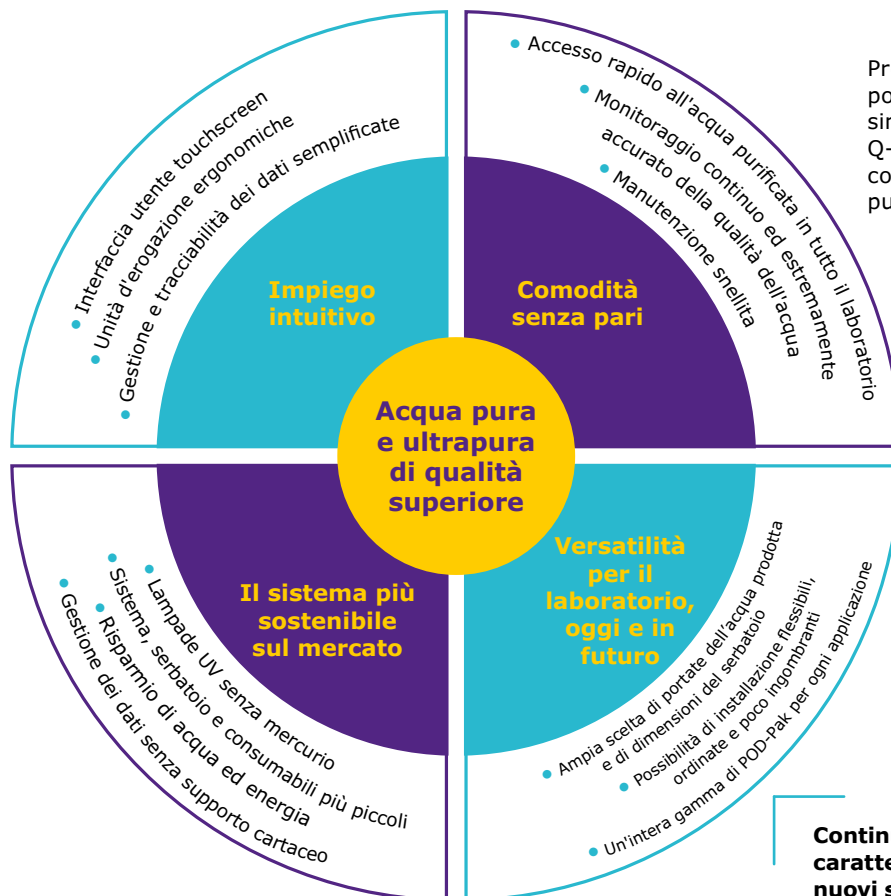 Interfaccia utente touchscreen
Unità d'erogazione ergonomiche
Gestione e tracciabilità dei dati semplificate
Impiego
intuitivo
Accesso rapido all'acqua purificata in tutto il laboratorio
Monitoraggio continuo ed estremamente
accurato della qualità dell'acqua
Manutenzione snellita
Comodità
senza pari
Acqua pura
e ultrapura
di qualità
superiore
Il sistema più
sostenibile
sul mercato
Lampade UV senza mercurio
Sistema, serbatoio e consumabili più piccoli
Risparmio di acqua ed energia
Gestione dei dati senza supporto cartaceo
Versatilità
per il
laboratorio,
oggi e in
futuro
Ampia scelta di portate dell'acqua prodotta
e di dimensioni del serbatoio
Possibilità di installazione flessibili,
ordinate e poco ingombranti
Un'intera gamma di POD-Pak per ogni applicazione